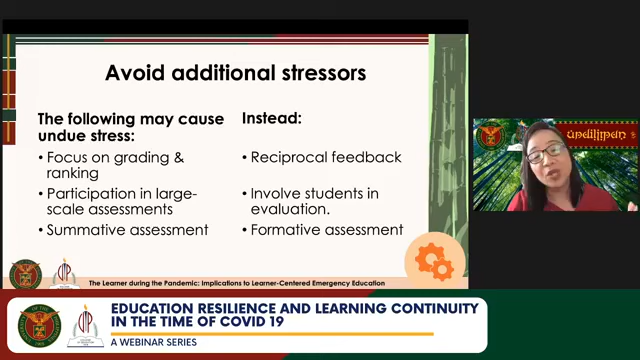 Avoid additional stressors
The following may cause
undue stress:
• Focus on grading &
ranking
• Participation in large-
scale assessments
• Summative assessment
Instead:
• Reciprocal feedback
• Involve students in
evaluation.
• Formative assessment
The Learner during the Pandemic: Implications to Learner-Centered Emergency Education
EDUCATION RESILIENCE AND LEARNING CONTINUITY
IN THE TIME OF COVID 19
A WEBINAR SERIES